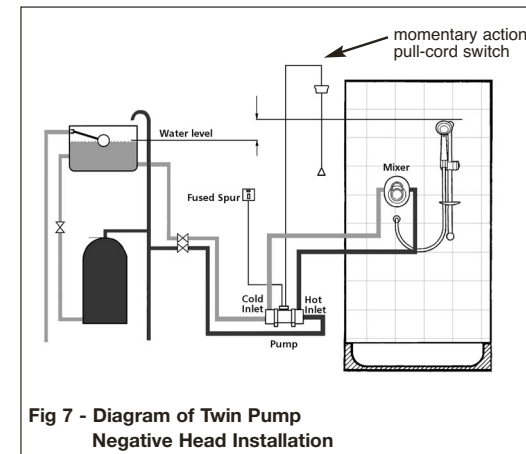 momentary action
pull-cord switch
Water level
Mixer
Fused Spur
Cold
Inlet
Hot
Inlet
Pump
Fig 7 - Diagram of Twin Pump
Negative Head Installation